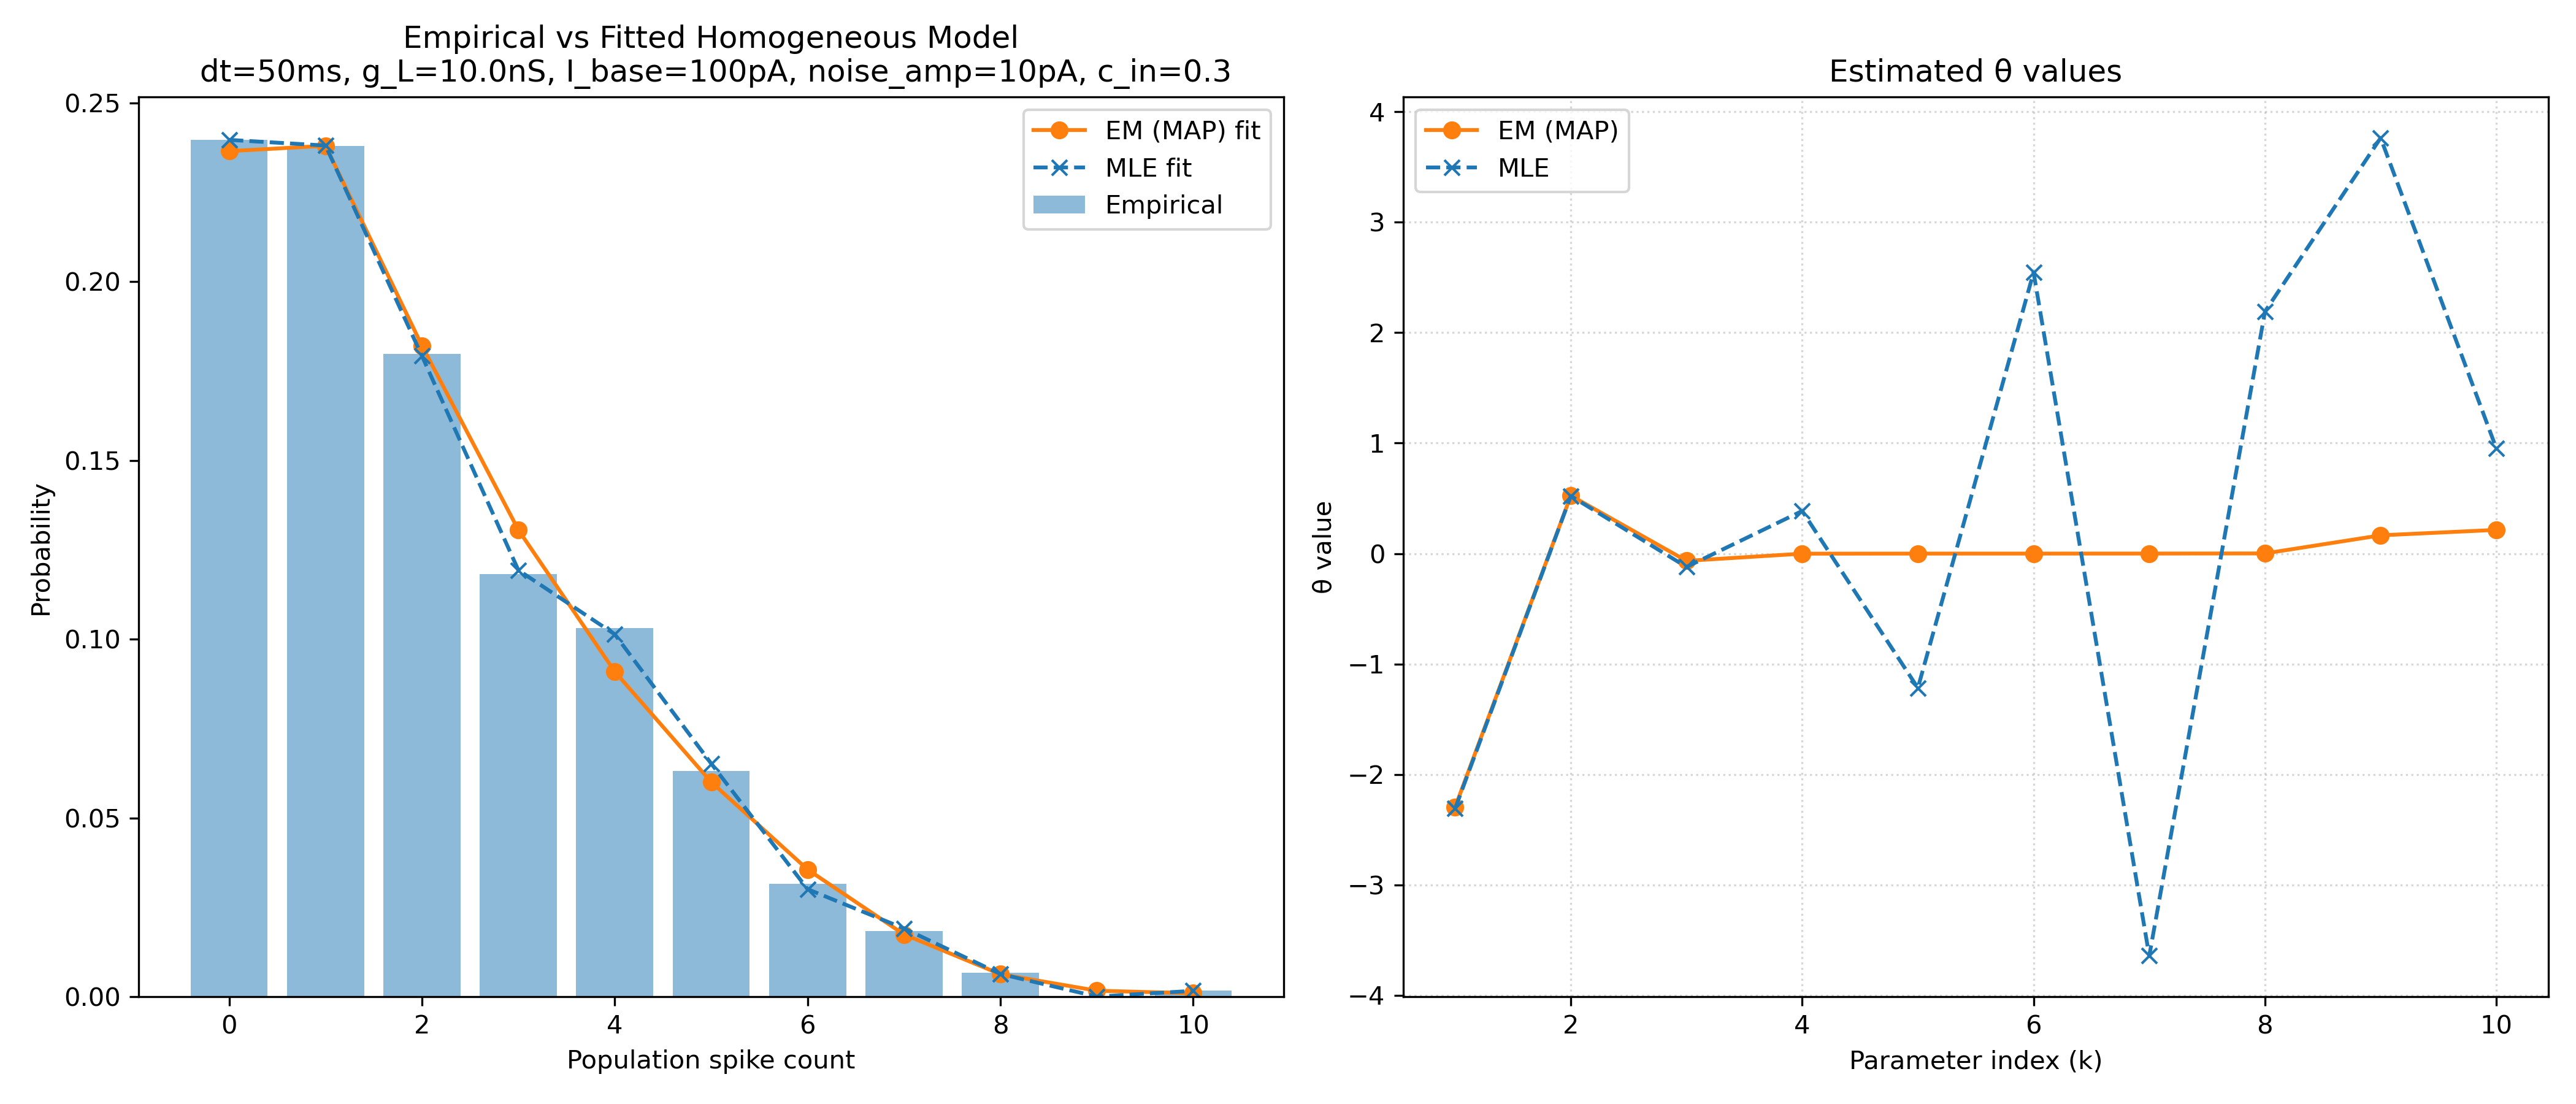 Empirical vs Fitted Homogeneous Model
dt=50ms, g_L=10.0nS, I_base=100pA, noise_amp=10pA, c_in=0.3
EM (MAP) fit
MLE fit
Empirical
0.25
0.20
0.15
0.10
0.05
0.00
Probability
0
2
4
6
8
10
Population spike count
Estimated θ values
EM (MAP)
MLE
4
3
2
1
0
−1
−2
−3
−4
θ value
2
4
6
8
10
Parameter index (k)